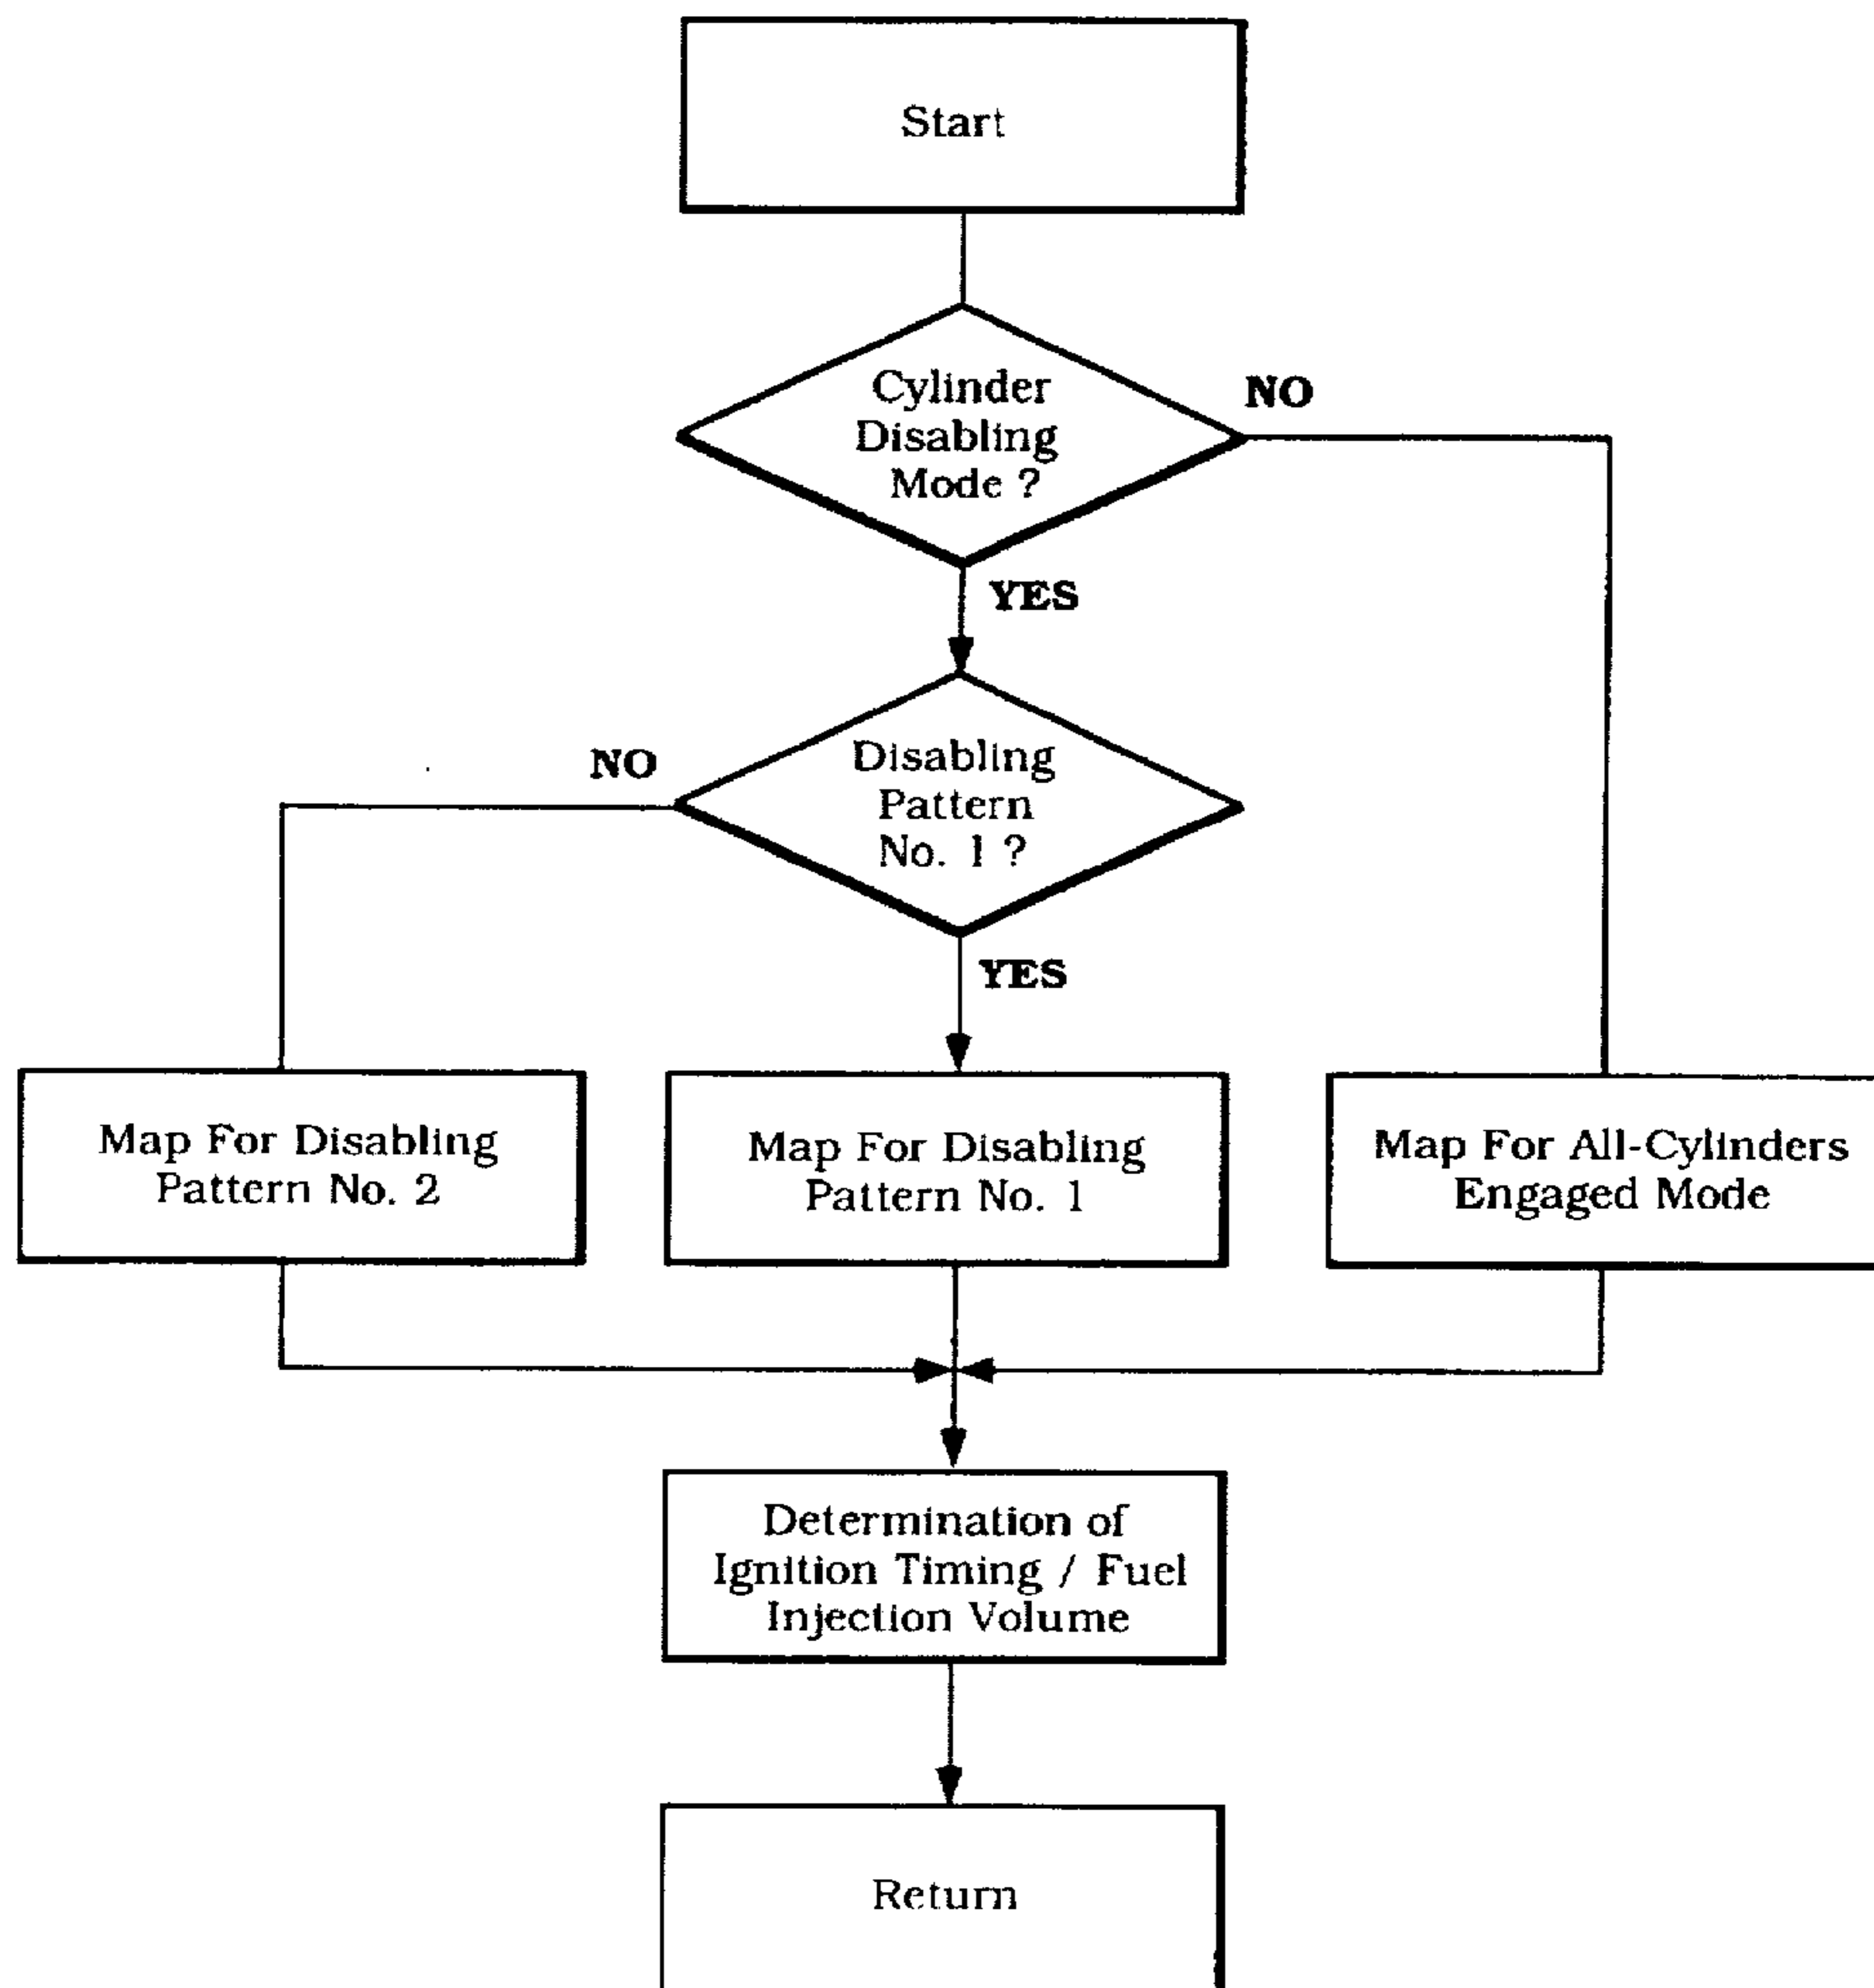 Start
Cylinder
Disabling
Mode ?
NO
YES
Disabling
Pattern
No. 1 ?
NO
YES
Map For Disabling
Pattern No. 2
Map For Disabling
Pattern No. 1
Map For All-Cylinders
Engaged Mode
Determination of
Ignition Timing / Fuel
Injection Volume
Return